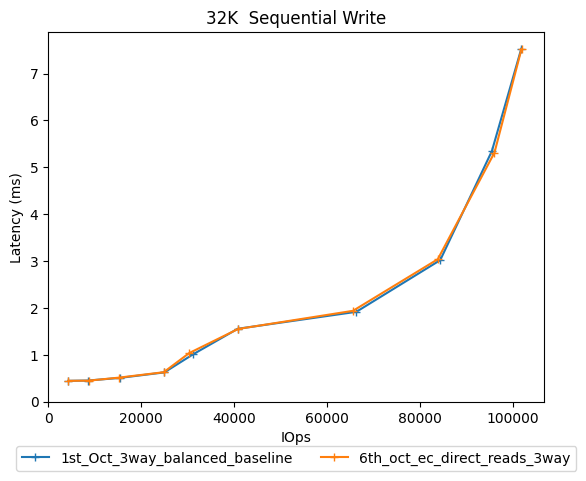 32K  Sequential Write
Latency (ms)
7
6
5
4
3
2
1
0
0 20000 40000 60000 80000 100000
IOps
1st_Oct_3way_balanced_baseline 6th_oct_ec_direct_reads_3way